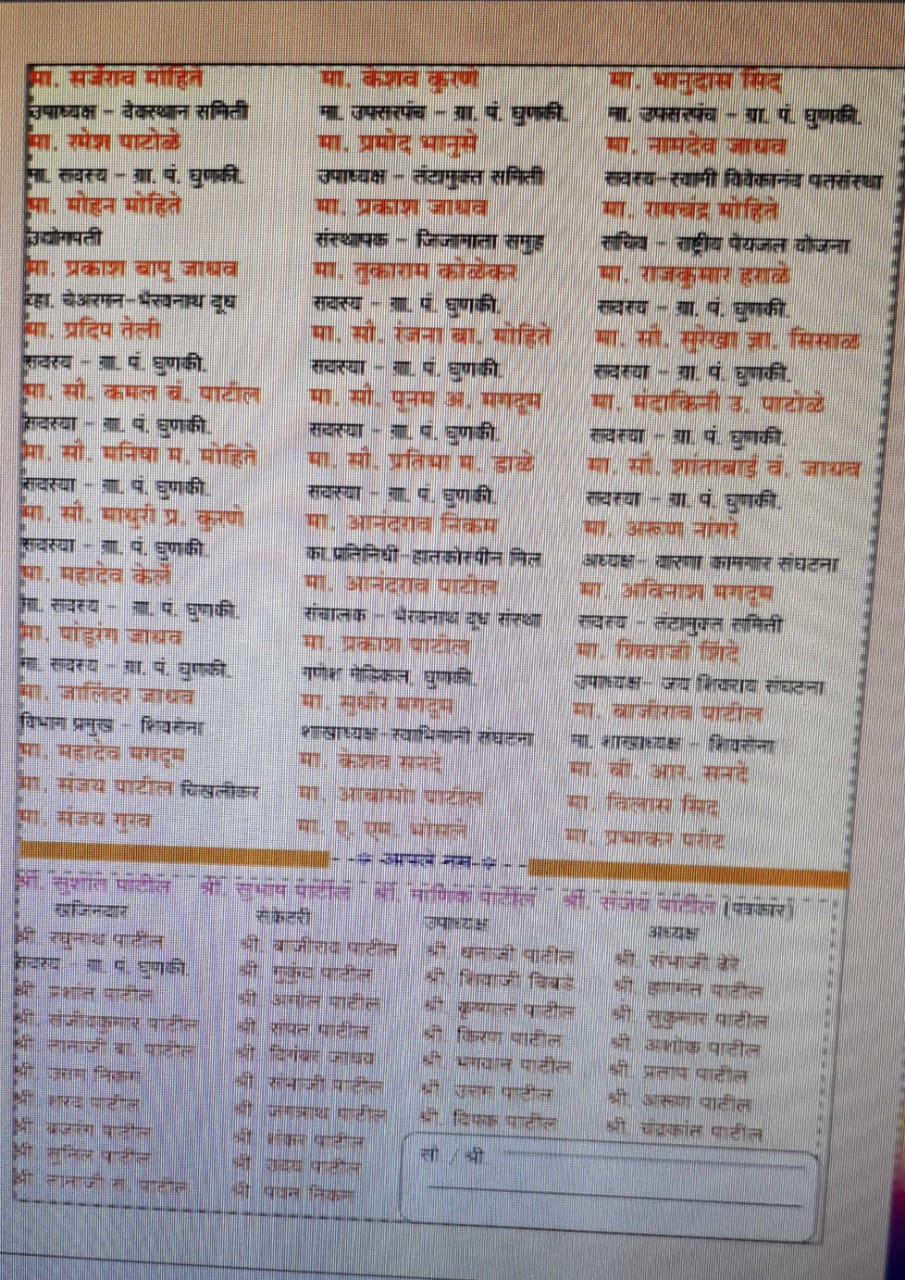 मा. सर्जेराव मोहिते मा. केशव कुरणे मा. भानुदास सिद
उपाध्यक्ष - देवस्थान समिती मा. उपसरपंच - ग्रा. पं. घुणकी. मा. उपसरपंच - ग्रा. पं. घुणकी.
मा. रमेश पाटोळे मा. प्रमोद भानुसे मा. नामदेव जाधव
मा. सदस्य - ग्रा. पं. घुणकी. उपाध्यक्ष - तंटामुक्त समिती सदस्य-स्वामी विवेकानंद पतसंस्था
मा. मोहन मोहिते मा. प्रकाश जाधव मा. रामचंद्र मोहिते
उद्योगपती संस्थापक - जिजामाता समुह सचिव - राष्ट्रीय पेयजल योजना
मा. प्रकाश बापू जाधव मा. तुकाराम कोळेकर मा. राजकुमार हराळे
व्हा. चेअरमन-भैरवनाथ दूध सदस्य - ग्रा. पं. घुणकी. सदस्य - ग्रा. पं. घुणकी.
मा. प्रदिप तेली मा. सौ. रंजना बा. मोहिते मा. सौ. सुरेखा ज्ञा. सिसाळ
सदस्य - ग्रा. पं. घुणकी. सदस्या - ग्रा. पं. घुणकी. सदस्या - ग्रा. पं. घुणकी.
मा. सौ. कमल बं. पाटील मा. सौ. पुनम अ. मगदूम मा. मंदाकिनी उ. पाटोळे
सदस्या - ग्रा. पं. घुणकी. सदस्या - ग्रा. पं. घुणकी. सदस्या - ग्रा. पं. घुणकी.
मा. सौ. मनिषा म. मोहिते मा. सौ. प्रतिभा म. डाळे मा. सौ. शांताबाई वं. जाधव
सदस्या - ग्रा. पं. घुणकी. सदस्या - ग्रा. पं. घुणकी. सदस्या - ग्रा. पं. घुणकी.
मा. सौ. माधुरी प्र. कुरणे मा. आनंदराव निकम मा. अरूण नांगरे
सदस्या - ग्रा. पं. घुणकी. का.प्रतिनिधी-हातकोस्पीन मिल अध्यक्ष - वारणा कामगार संघटना
मा. महादेव केर्ले मा. आनंदराव पाटील मा. अविनाश मगदूम
मा. सदस्य - ग्रा. पं. घुणकी. संचालक - भैरवनाथ दूध संस्था सदस्य - तंटामुक्त समिती
मा. पांडूरंग जाधव मा. प्रकाश पाटील मा. शिवाजी शिंदे
मा. सदस्य - ग्रा. पं. घुणकी. गणेश मेडिकल, घुणकी. उपाध्यक्ष- जय शिवराय संघटना
मा. जालिंदर जाधव मा. सुधीर मगदूम मा. बाजीराव पाटील
विभाग प्रमुख - शिवसेना शाखाध्यक्ष-स्वाभिमानी संघटना मा. शाखाध्यक्ष - शिवसेना
मा. महादेव मगदूम मा. केशव सनदे मा. बी. आर. सनदे
मा. संजय पाटील चिखलीकर मा. आबासो पाटील मा. विलास सिद
मा. संजय गुरव मा. ए. एम. भोसले मा. प्रभाकर परीट
आपले नम्र
श्री. सुशांत पाटील श्री. सुभाष पाटील श्री. माणिक पाटील श्री. संजय पाटील (पत्रकार)
खजिनदार सेक्रेटरी उपाध्यक्ष अध्यक्ष
श्री. रघुनाथ पाटील श्री. बाजीराव पाटील श्री. धनाजी पाटील श्री. संभाजी ढेरे
सदस्य - ग्रा. पं. घुणकी. श्री. मुकुंद पाटील श्री. शिवाजी बिबडे श्री. हणमंत पाटील
श्री. प्रशांत पाटील श्री. अमोल पाटील श्री. कृष्णात पाटील श्री. सुकुमार पाटील
श्री. संजीवकुमार पाटील श्री. संपत पाटील श्री. किरण पाटील श्री. अशोक पाटील
श्री. तानाजी बा. पाटील श्री. दिगंबर जाधव श्री. भगवान पाटील श्री. प्रताप पाटील
श्री. उत्तम निकम श्री. संभाजी पाटील श्री. उत्तम पाटील श्री. अरूण पाटील
श्री. शरद पाटील श्री. जगन्नाथ पाटील श्री. दिपक पाटील श्री. चंद्रकांत पाटील
श्री. बजरंग पाटील श्री. शंकर पाटील
श्री. सुनिल पाटील श्री. उदय पाटील
श्री. तानाजी स. पाटील श्री. पवन निकम
सौ / श्री